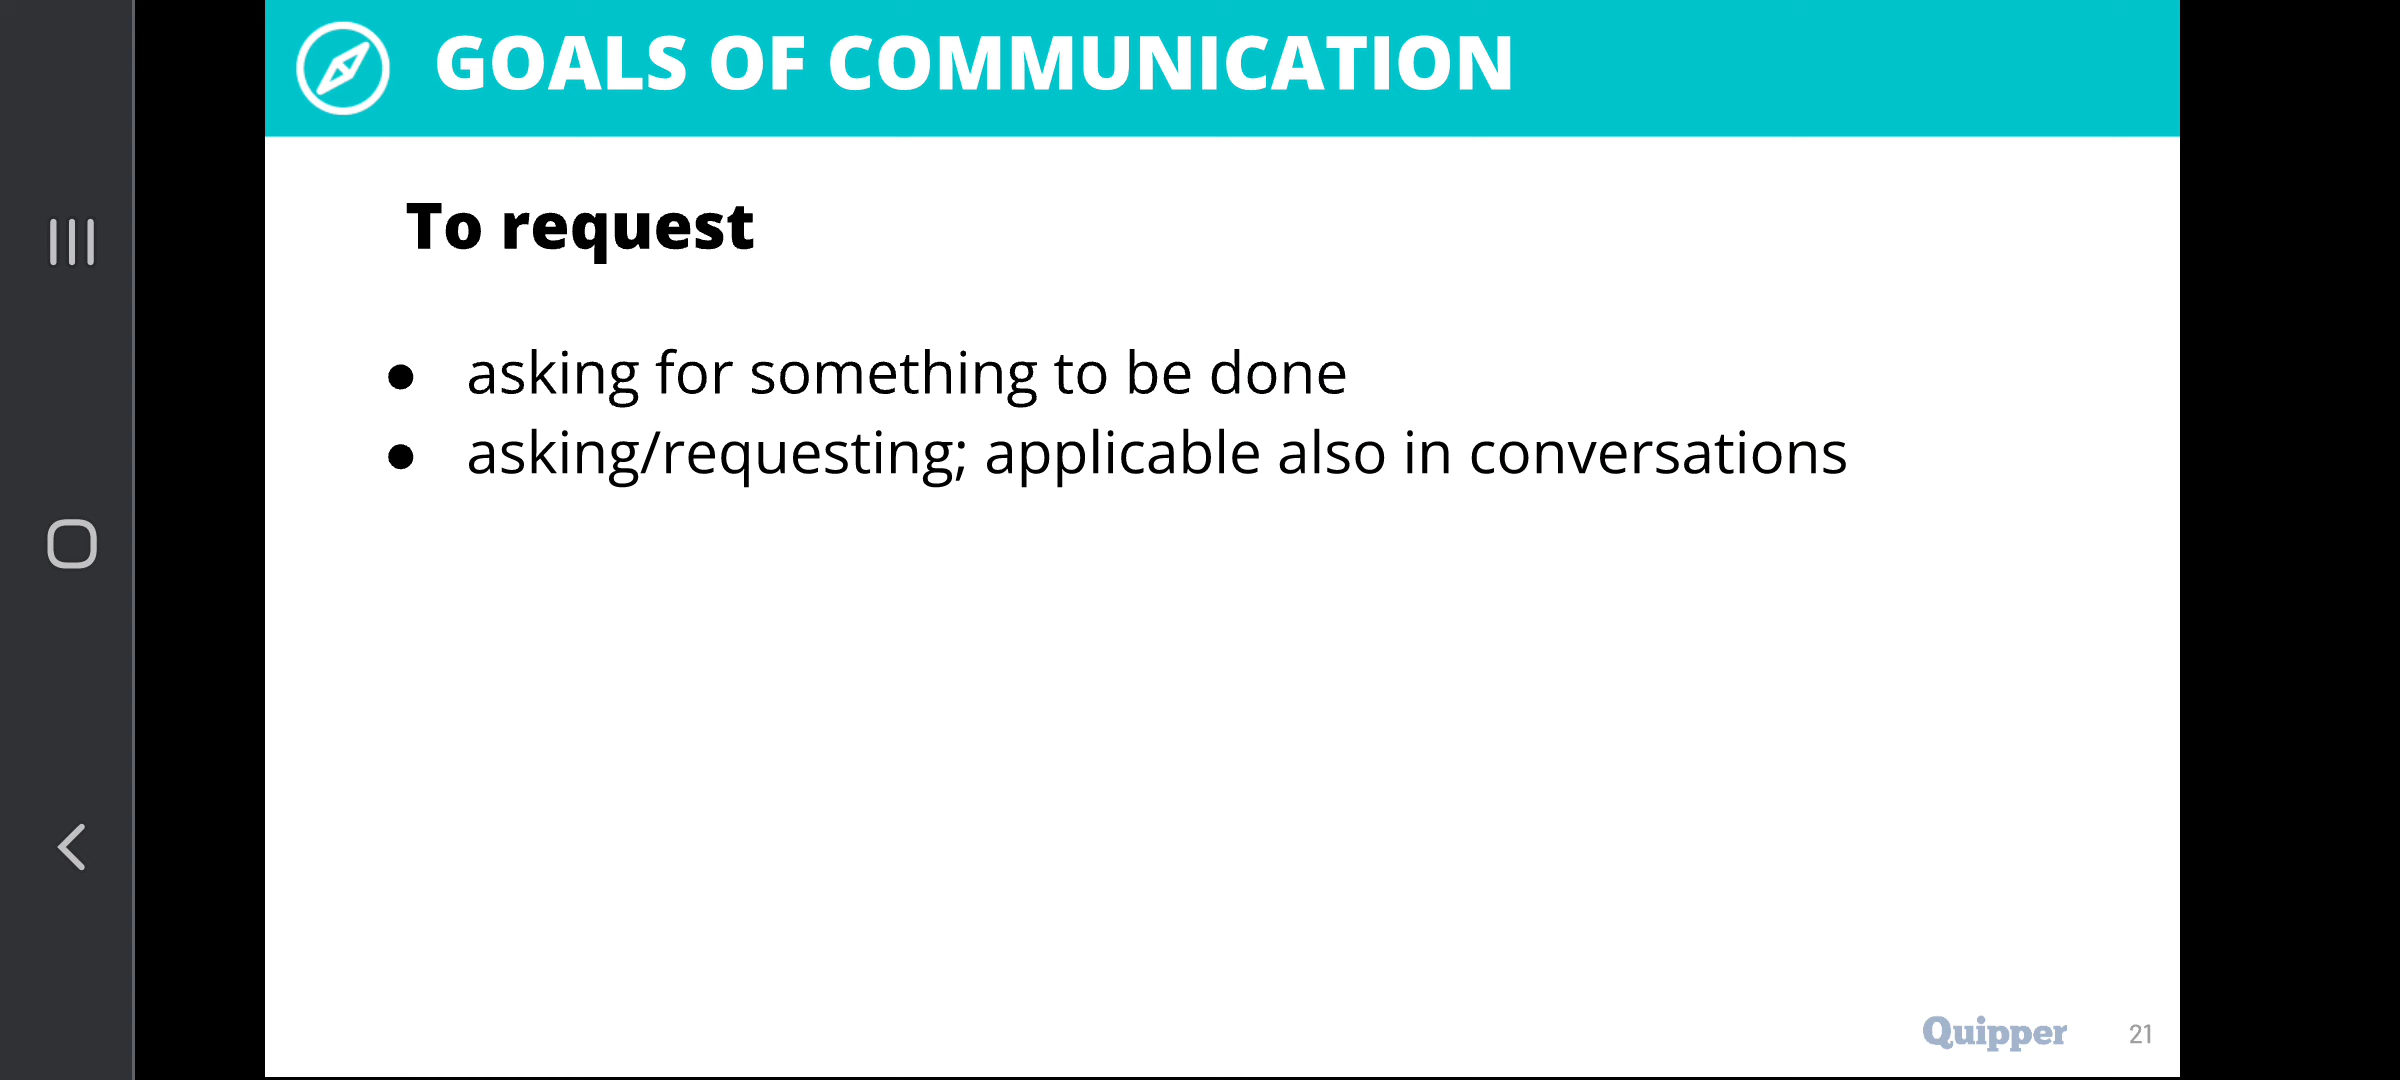 GOALS OF COMMUNICATION
To request
● asking for something to be done
● asking/requesting; applicable also in conversations
Quipper 21